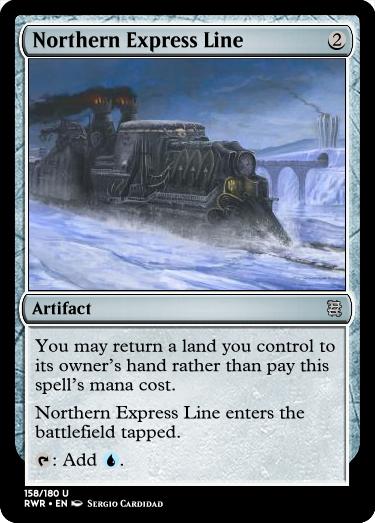 Northern Express Line 2
Artifact
You may return a land you control to
its owner's hand rather than pay this
spell's mana cost.
Northern Express Line enters the
battlefield tapped.
: Add .
158/180 U
RWR • EN Sergio Cardidad